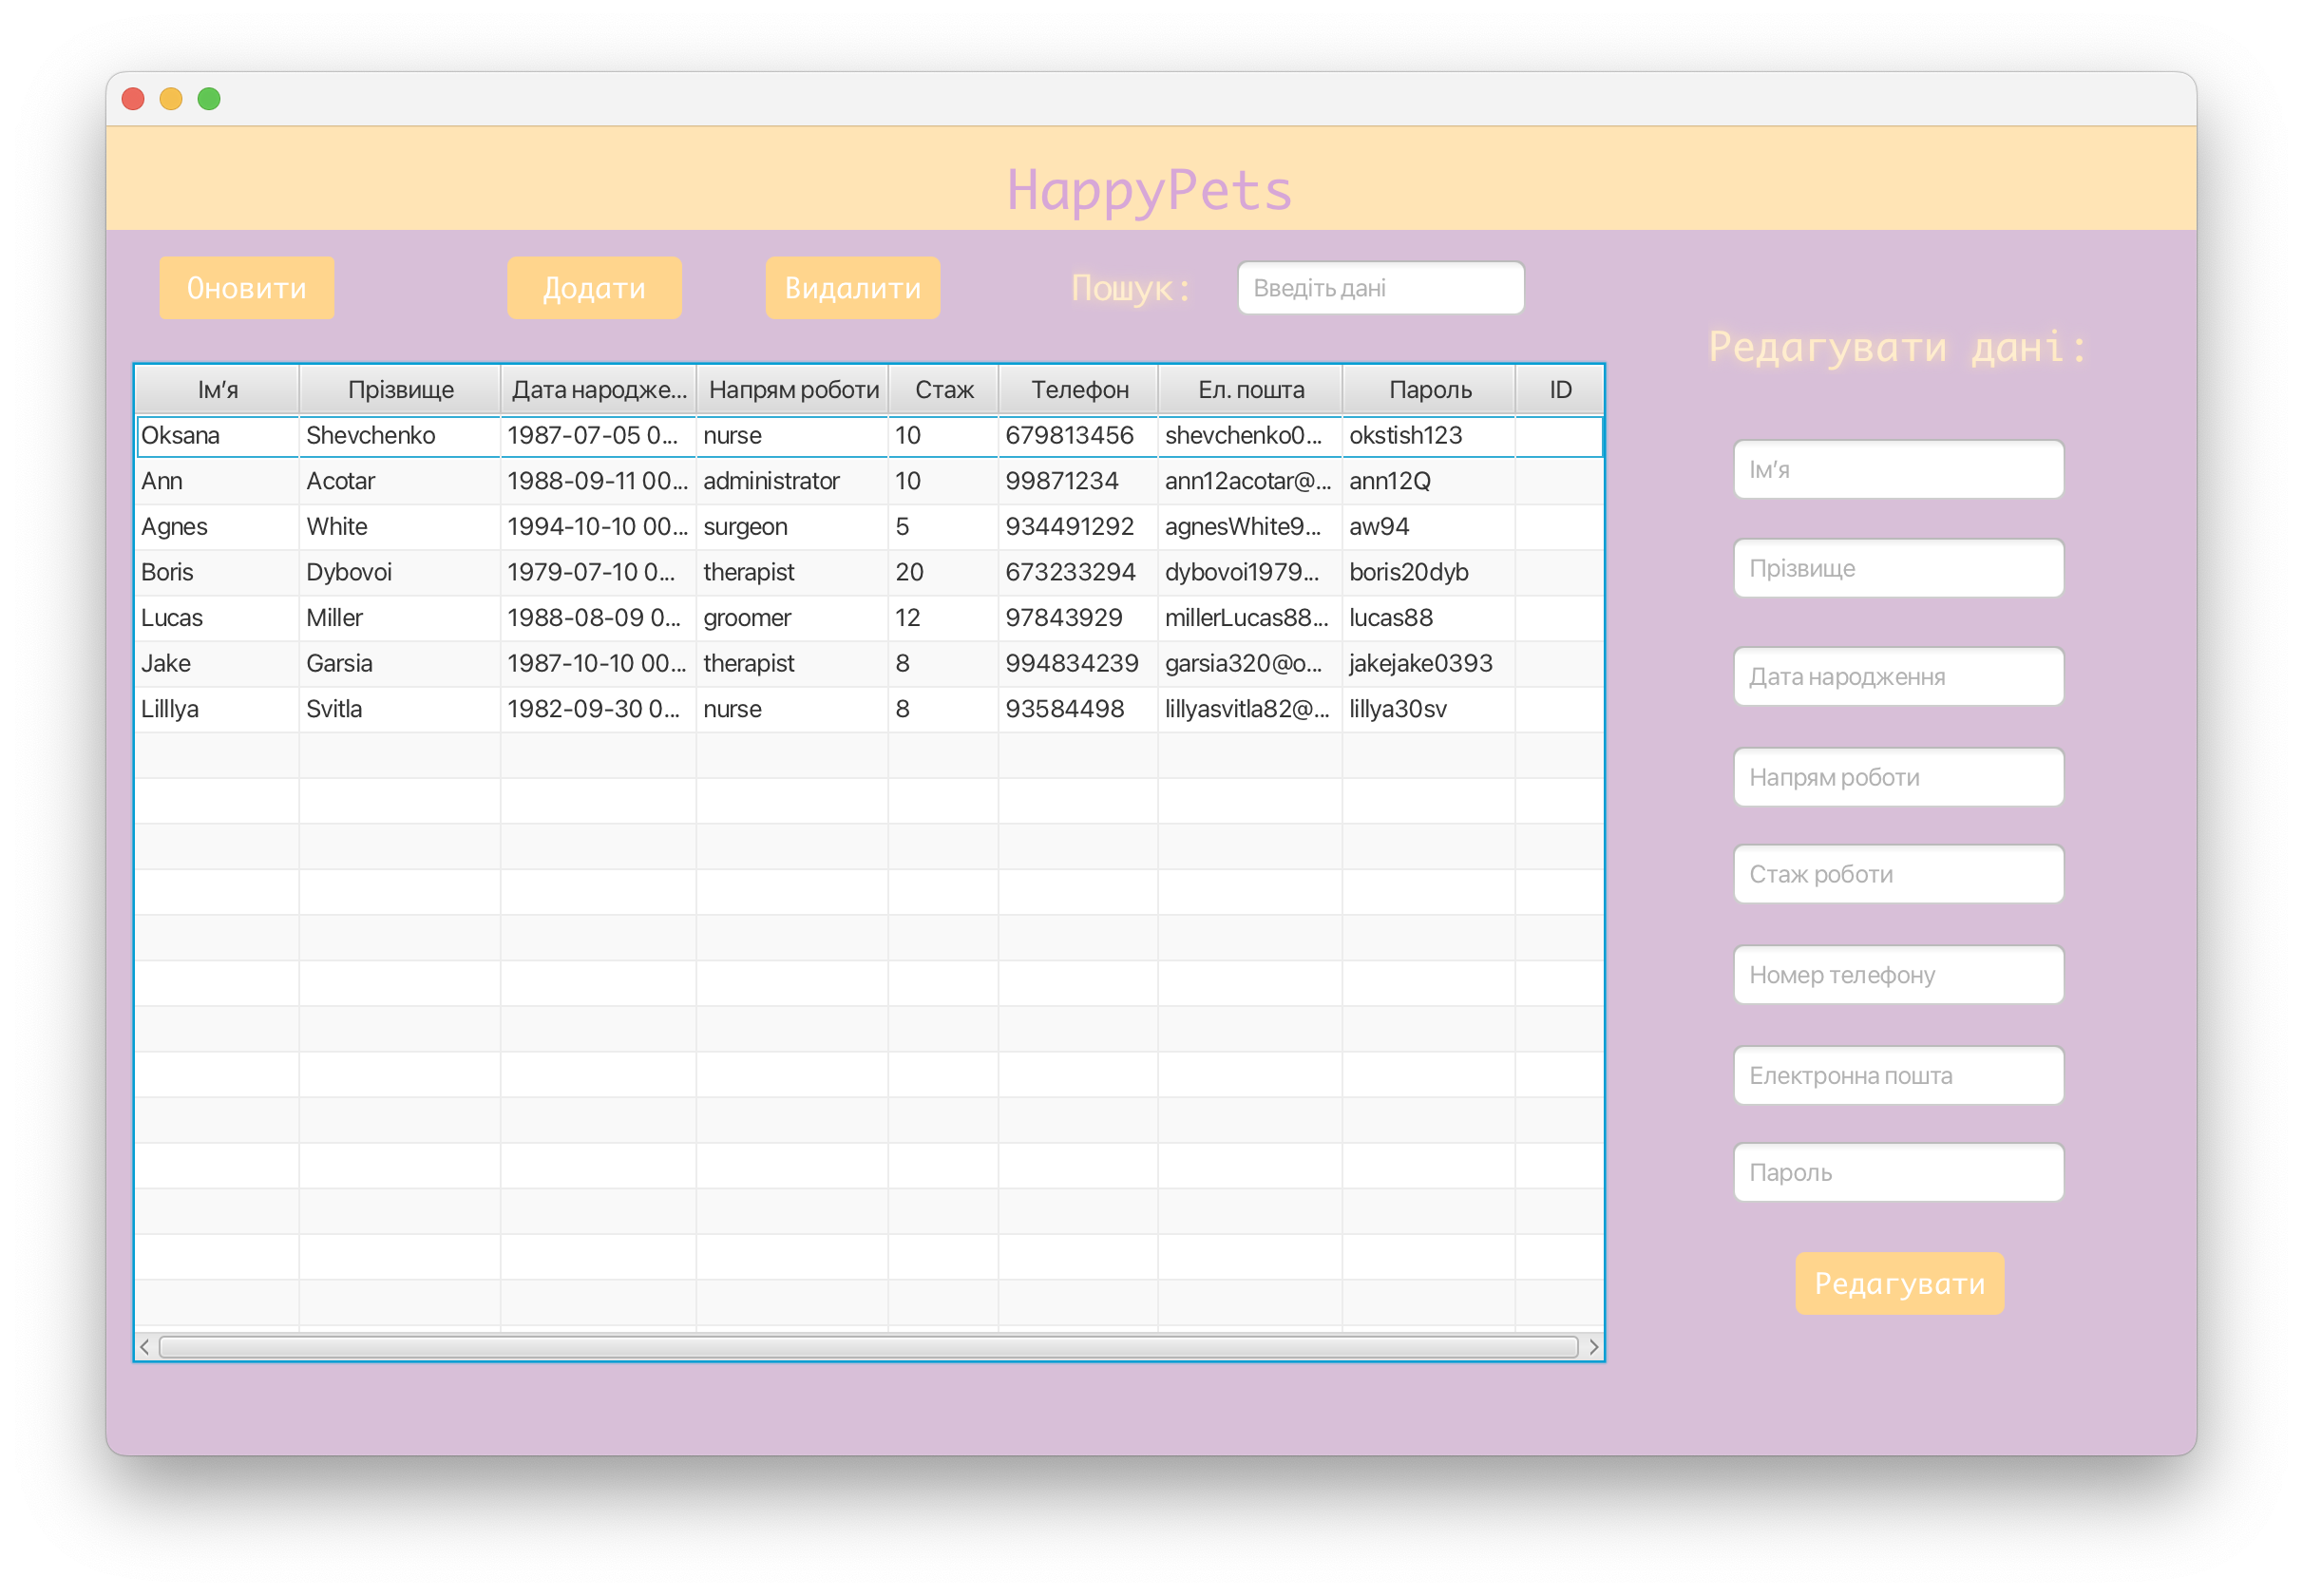 HappyPets
Оновити Додати Видалити Пошук: Введіть дані
Редагувати дані:
Ім’я Прізвище Дата народже... Напрям роботи Стаж Телефон Ел. пошта Пароль ID
Oksana Shevchenko 1987-07-05 0... nurse 10 679813456 shevchenko0... okstish123
Ann Acotar 1988-09-11 00... administrator 10 99871234 ann12acotar@... ann12Q
Agnes White 1994-10-10 00... surgeon 5 934491292 agnesWhite9... aw94
Boris Dybovoi 1979-07-10 0... therapist 20 673233294 dybovoi1979... boris20dyb
Lucas Miller 1988-08-09 0... groomer 12 97843929 millerLucas88... lucas88
Jake Garsia 1987-10-10 00... therapist 8 994834239 garsia320@o... jakejake0393
Lilllya Svitla 1982-09-30 0... nurse 8 93584498 lillyasvitla82@... lillya30sv
Ім’я
Прізвище
Дата народження
Напрям роботи
Стаж роботи
Номер телефону
Електронна пошта
Пароль
Редагувати